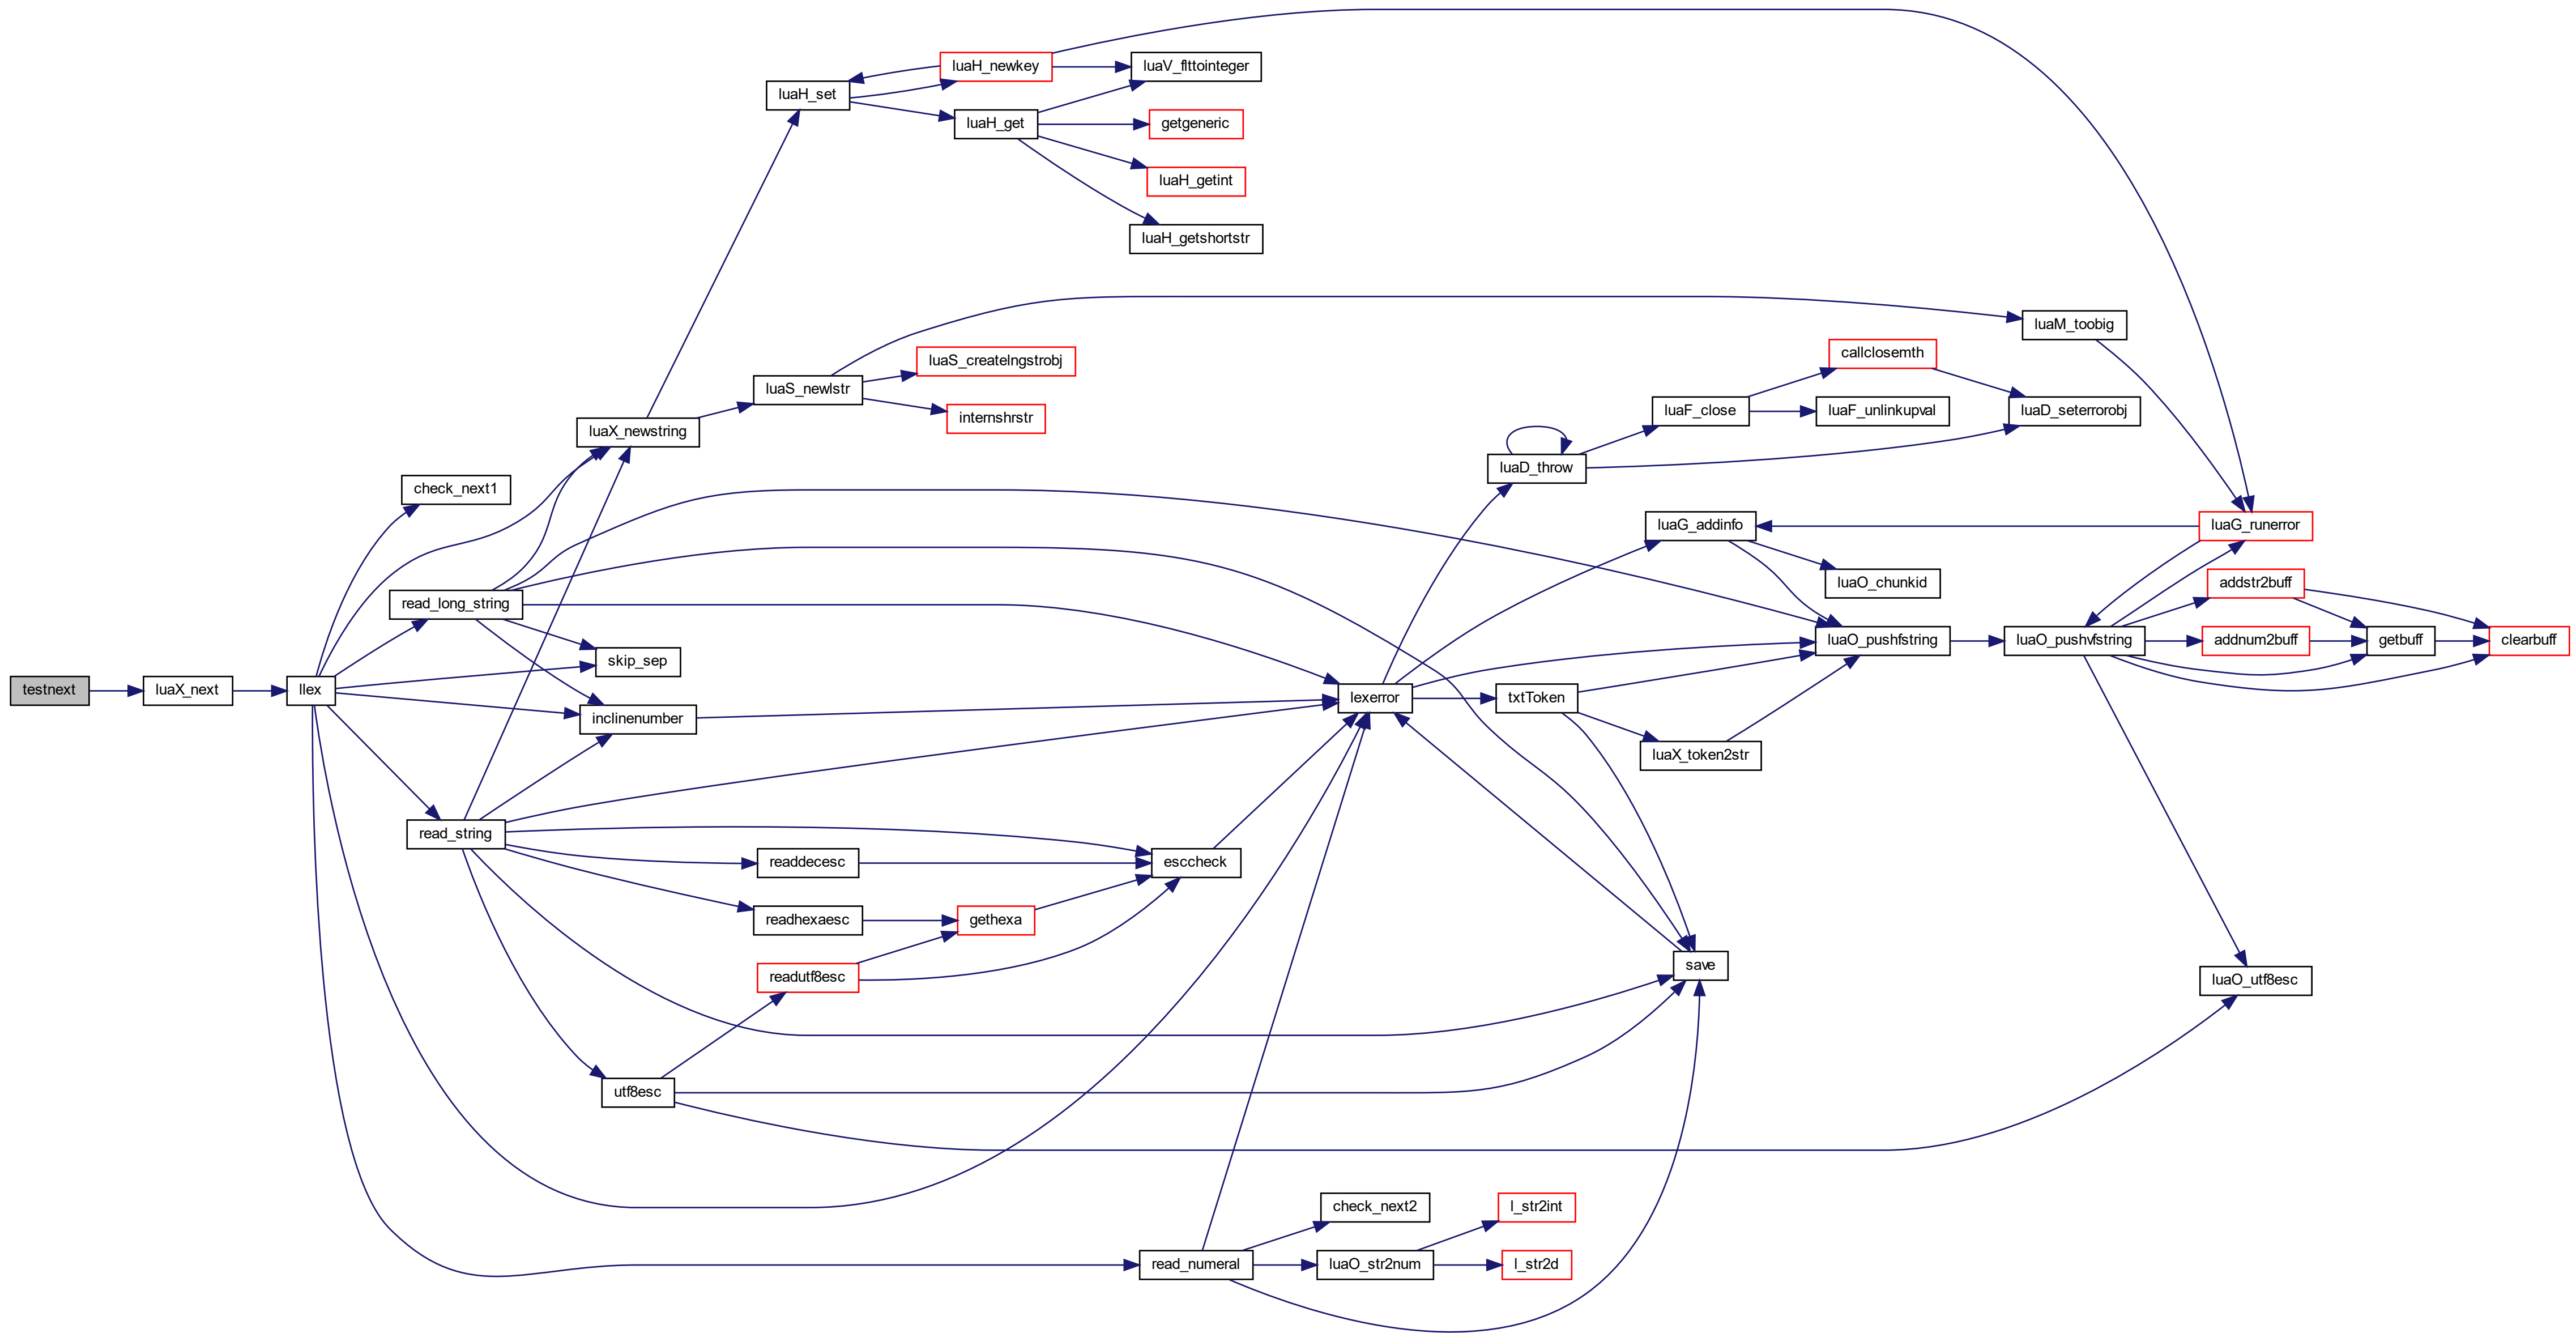 testnext
luaX_next
llex
check_next1
read_long_string
read_string
luaX_newstring
skip_sep
inclinenumber
readdecesc
readhexaesc
readutf8esc
utf8esc
luaH_set
luaS_newlstr
luaH_newkey
luaH_get
luaV_flttointeger
getgeneric
luaH_getint
luaH_getshortstr
luaS_createlngstrobj
internshrstr
gethexa
esccheck
read_numeral
check_next2
luaO_str2num
l_str2int
l_str2d
lexerror
luaD_throw
txtToken
luaF_close
luaG_addinfo
luaX_token2str
save
callclosemth
luaF_unlinkupval
luaO_chunkid
luaO_pushfstring
luaM_toobig
luaD_seterrorobj
luaO_pushvfstring
luaG_runerror
addstr2buff
addnum2buff
luaO_utf8esc
getbuff
clearbuff